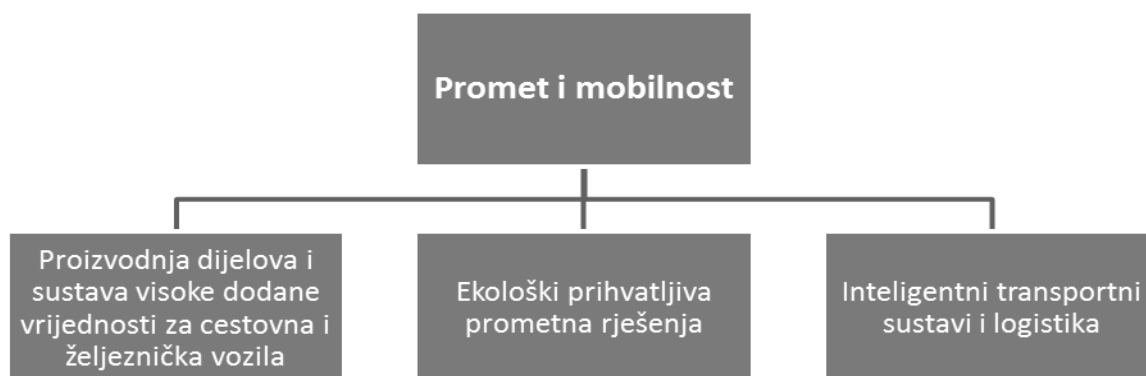 Promet i mobilnost
Proizvodnja dijelova i
sustava visoke dodane
vrijednosti za cestovna i
željeznička vozila
Ekološki prihvatljiva
prometna rješenja
Inteligentni transportni
sustavi i logistika